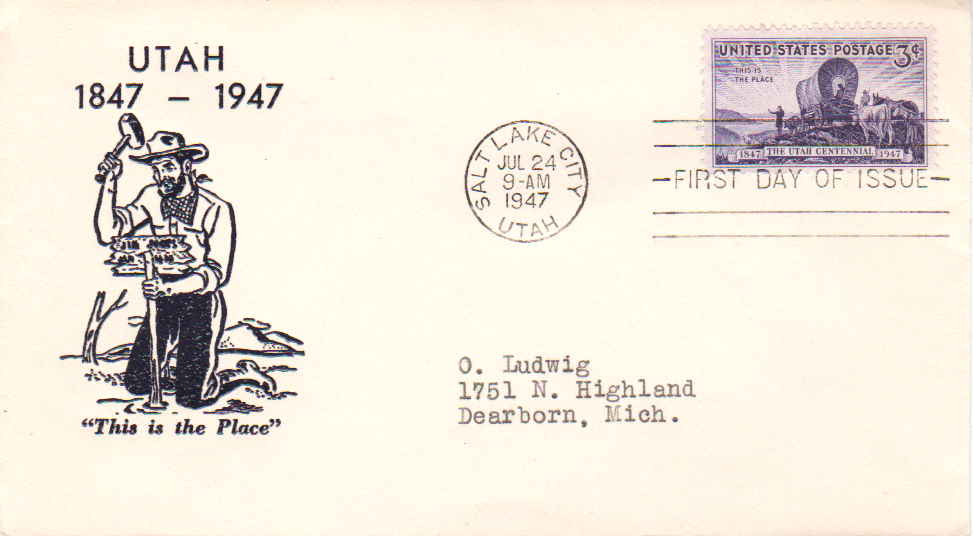 UTAH
1847 – 1947
"This is the Place"
SALT LAKE CITY
JUL 24
9-AM
1947
UTAH
UNITED STATES POSTAGE 3¢
THIS IS
THE PLACE
1847 THE UTAH CENTENNIAL 1947
FIRST DAY OF ISSUE
O. Ludwig
1751 N. Highland
Dearborn, Mich.